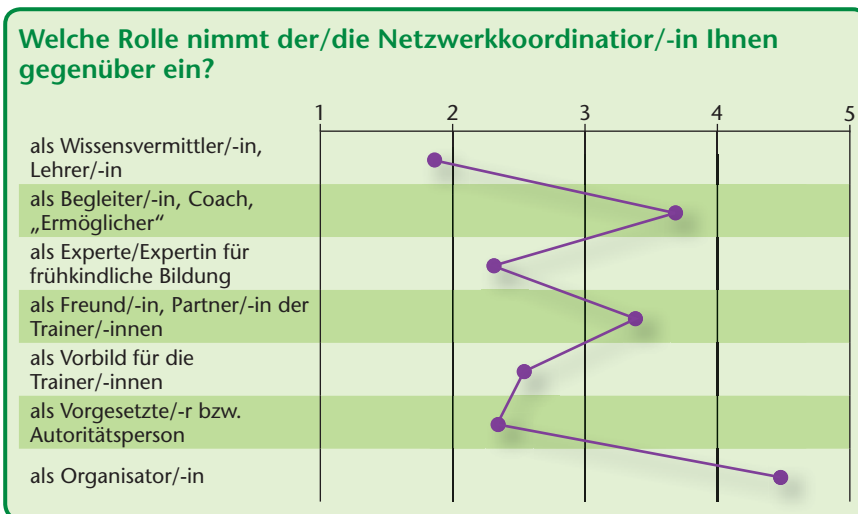 Welche Rolle nimmt der/die Netzwerkkoordinatior/-in Ihnen
gegenüber ein?
1 2 3 4 5
als Wissensvermittler/-in,
Lehrer/-in
als Begleiter/-in, Coach,
„Ermöglicher“
als Experte/Expertin für
frühkindliche Bildung
als Freund/-in, Partner/-in der
Trainer/-innen
als Vorbild für die
Trainer/-innen
als Vorgesetzte/-r bzw.
Autoritätsperson
als Organisator/-in